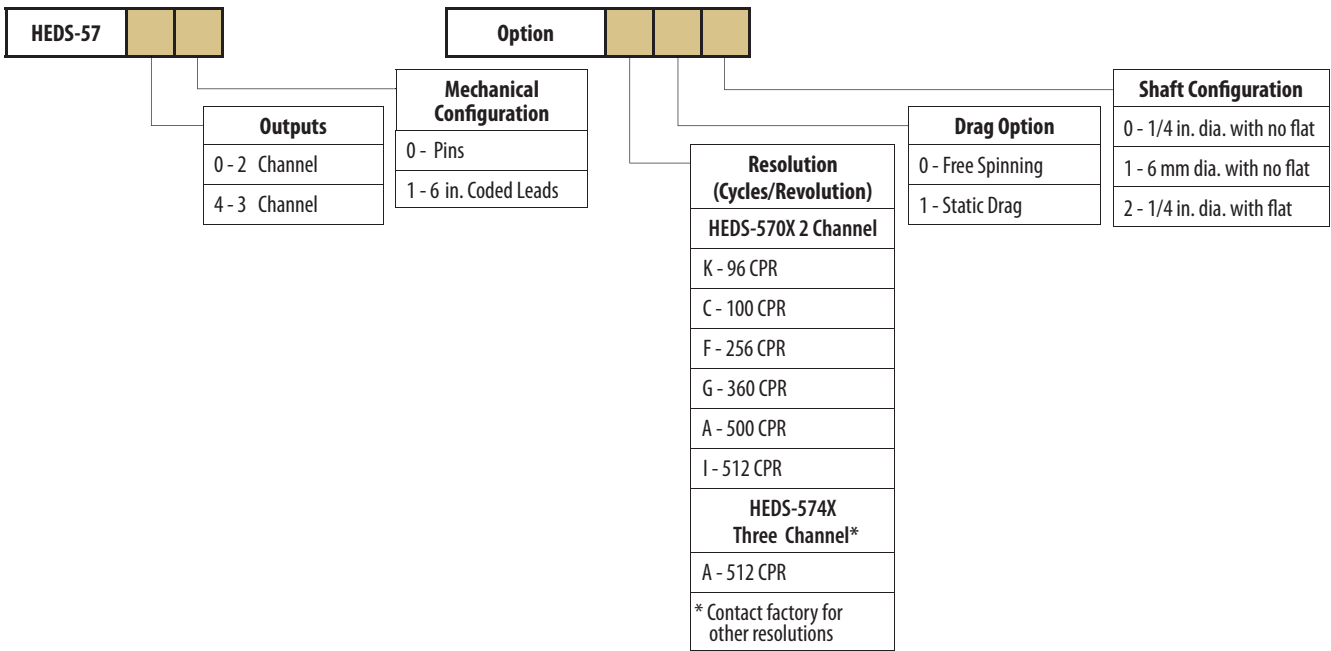 HEDS-57
Option
Outputs
0 - 2 Channel
4 - 3 Channel
Mechanical
Configuration
0 - Pins
1 - 6 in. Coded Leads
Resolution
(Cycles/Revolution)
HEDS-570X 2 Channel
K - 96 CPR
C - 100 CPR
F - 256 CPR
G - 360 CPR
A - 500 CPR
I - 512 CPR
HEDS-574X
Three Channel*
A - 512 CPR
* Contact factory for
other resolutions
Drag Option
0 - Free Spinning
1 - Static Drag
Shaft Configuration
0 - 1/4 in. dia. with no flat
1 - 6 mm dia. with no flat
2 - 1/4 in. dia. with flat